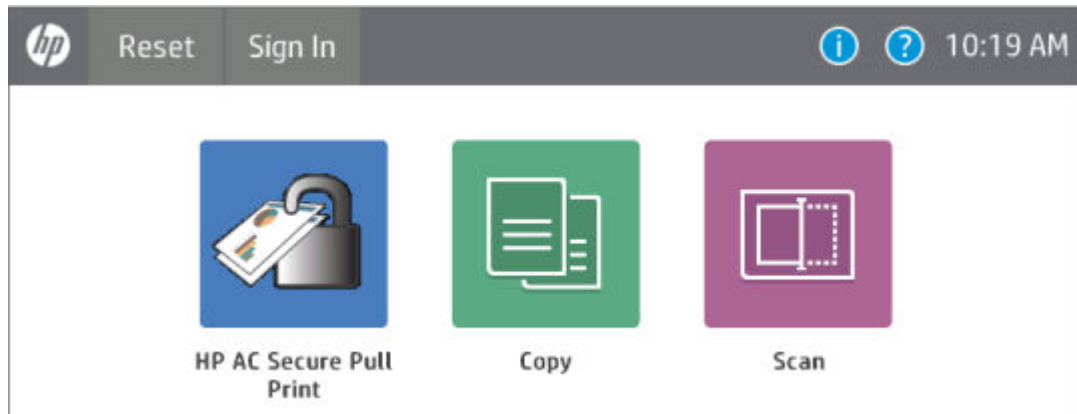 hp Reset Sign In i ? 10:19 AM
HP AC Secure Pull Copy Scan
Print